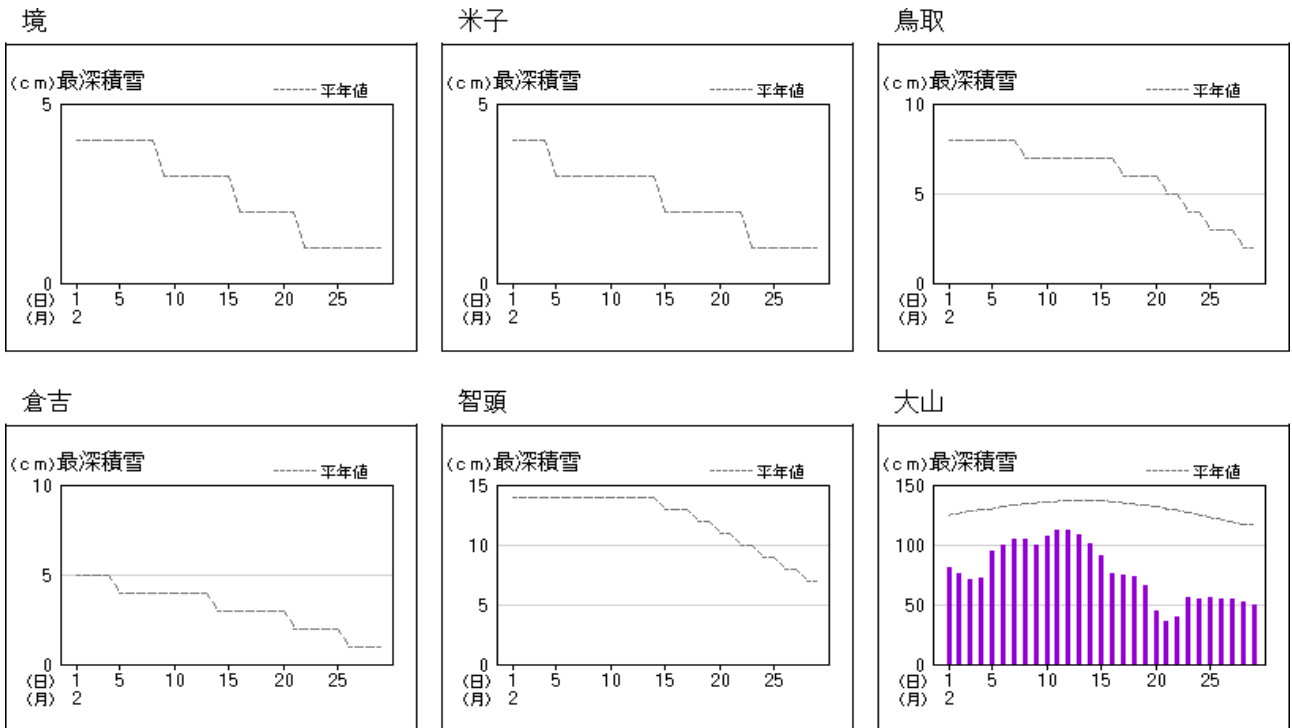 境
(cm)最深積雪
------ 平年値
5
0
(日) 1 5 10 15 20 25
(月) 2
米子
(cm)最深積雪
------ 平年値
5
0
(日) 1 5 10 15 20 25
(月) 2
鳥取
(cm)最深積雪
------ 平年値
10
5
0
(日) 1 5 10 15 20 25
(月) 2
倉吉
(cm)最深積雪
------ 平年値
10
5
0
(日) 1 5 10 15 20 25
(月) 2
智頭
(cm)最深積雪
------ 平年値
15
10
5
0
(日) 1 5 10 15 20 25
(月) 2
大山
(cm)最深積雪
------ 平年値
150
100
50
0
(日) 1 5 10 15 20 25
(月) 2